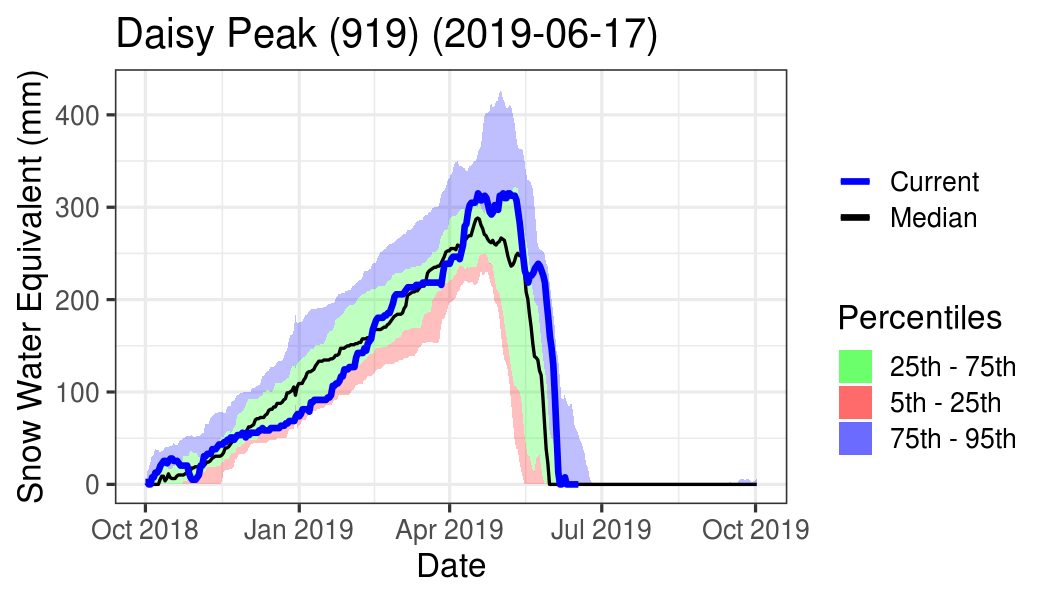 Daisy Peak (919) (2019-06-17)
Snow Water Equivalent (mm)
400
300
200
100
0
Oct 2018
Jan 2019
Apr 2019
Jul 2019
Oct 2019
Date
Current
Median
Percentiles
25th - 75th
5th - 25th
75th - 95th